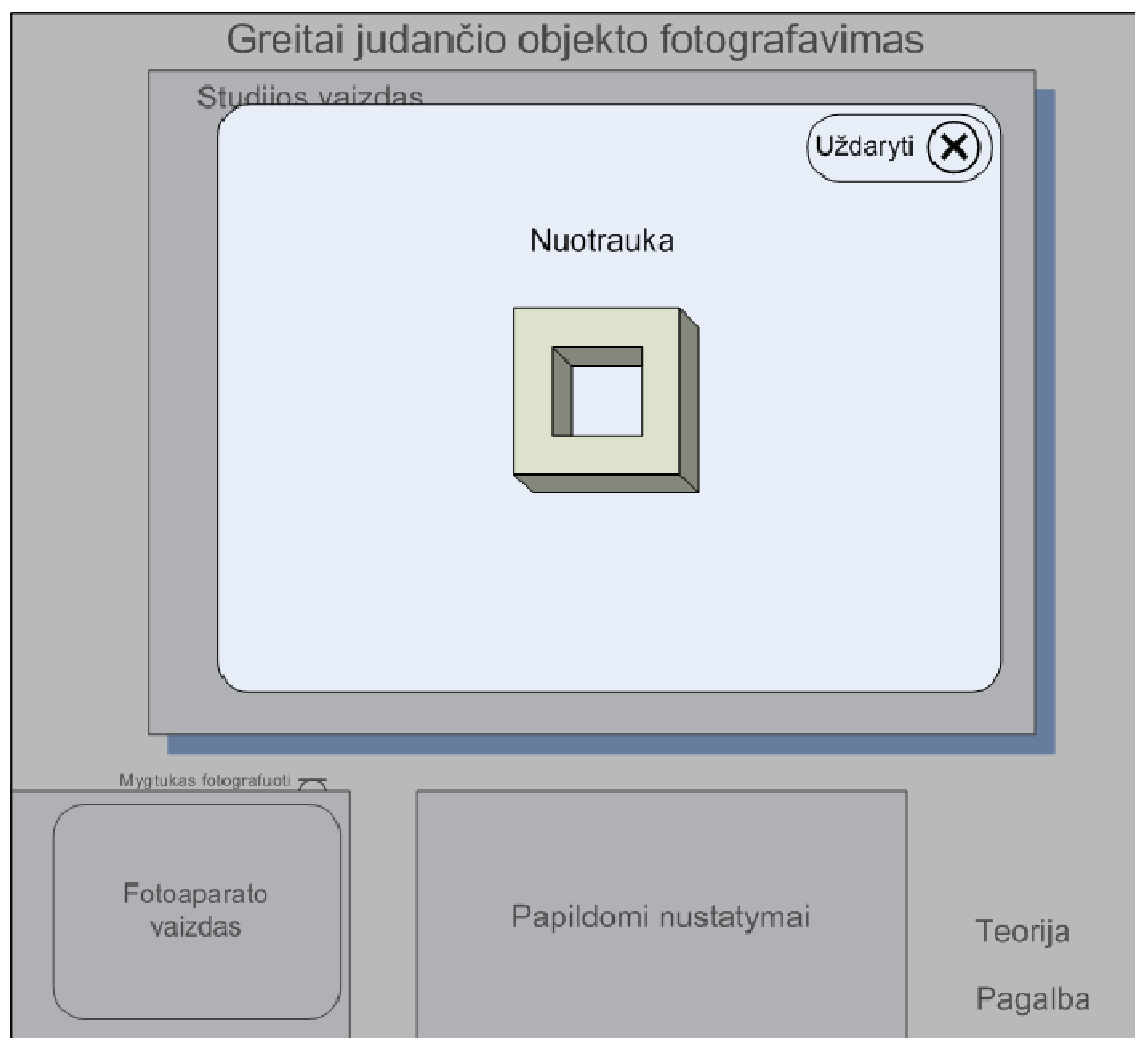 Greitai judančio objekto fotografavimas
Studijos vaizdas
Uždaryti
Nuotrauka
Mygtukas fotografuoti
Fotoaparato
vaizdas
Papildomi nustatymai
Teorija
Pagalba